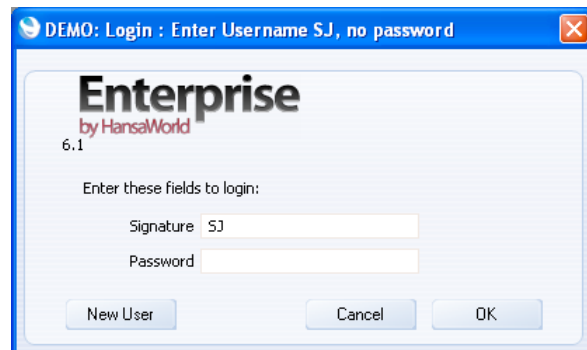 DEMO: Login : Enter Username SJ, no password
Enterprise
by HansaWorld
6.1
Enter these fields to login:
Signature SJ
Password
New User Cancel OK